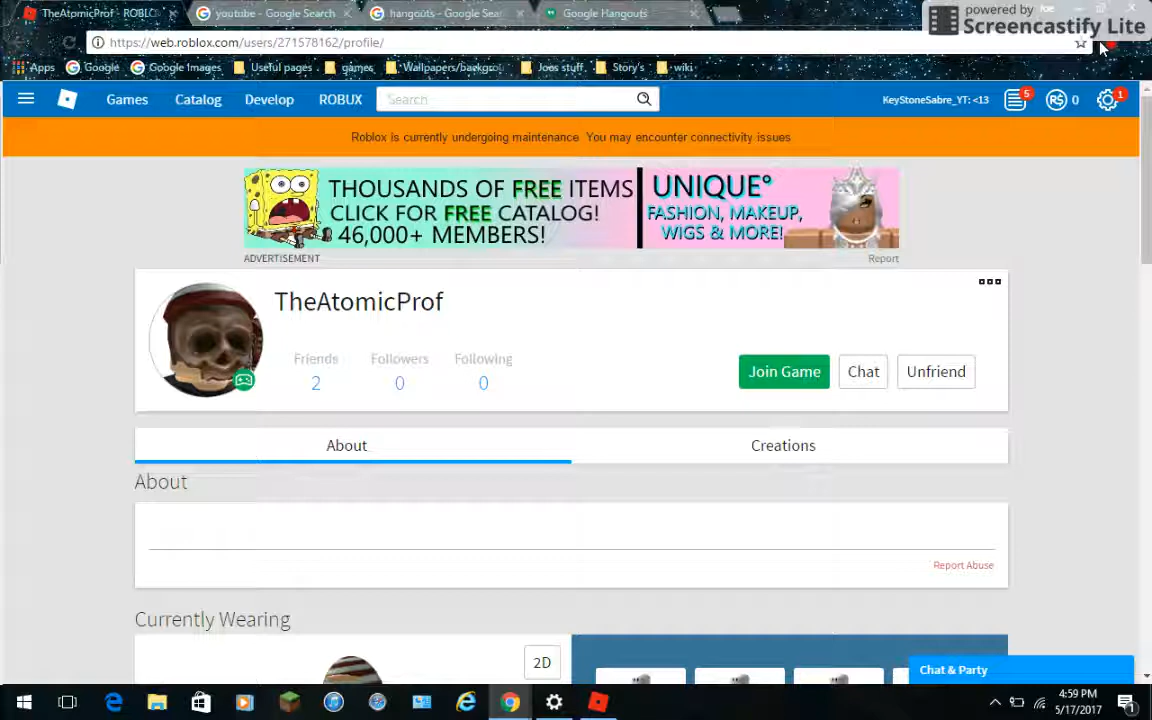 TheAtomicProf - ROBLO
youtube - Google Search
hangouts - Google Sear
Google Hangouts
powered by
Screencastify Lite
https://web.roblox.com/users/271578162/profile/
Apps
Google
Google Images
Useful pages
games
Wallpapers/backgro
Joes stuff
Story's
wiki
Games
Catalog
Develop
ROBUX
Search
KeyStoneSabre_YT: <13
5
R$ 0
1
Roblox is currently undergoing maintenance. You may encounter connectivity issues
THOUSANDS OF FREE ITEMS
CLICK FOR FREE CATALOG!
46,000+ MEMBERS!
UNIQUE°
FASHION, MAKEUP,
WIGS & MORE!
ADVERTISEMENT
Report
TheAtomicProf
Friends
Followers
Following
2
0
0
Join Game
Chat
Unfriend
About
Creations
About
Report Abuse
Currently Wearing
2D
Chat & Party
4:59 PM
5/17/2017
1